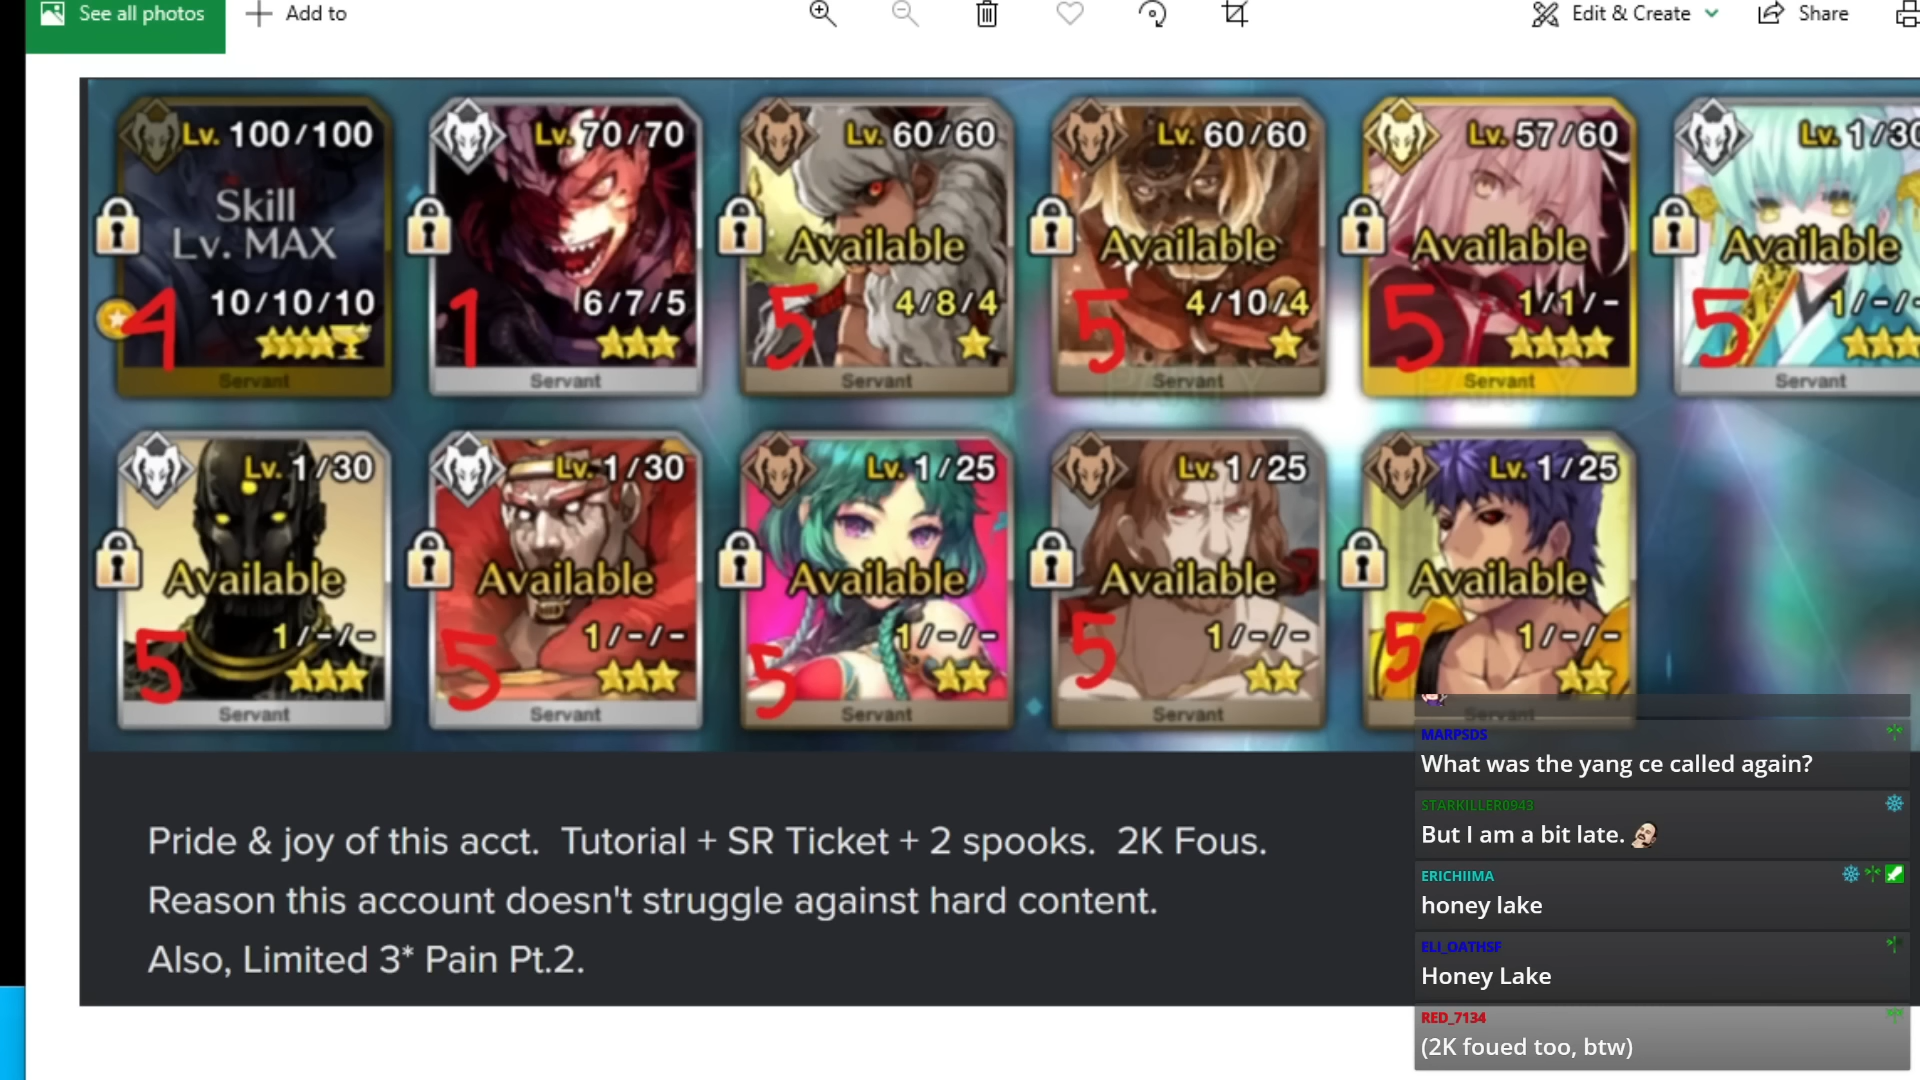 See all photos
Add to
Edit & Create
Share
Lv. 100/100
Skill
Lv. MAX
4
10/10/10
Servant
Lv. 70/70
1
6/7/5
Servant
Lv. 60/60
Available
5
4/8/4
Servant
Lv. 60/60
Available
5
4/10/4
Servant
Lv. 57/60
Available
5
1/1/-
Servant
Lv. 1/30
Available
5
1/-/-
Servant
Lv. 1/30
Available
1/-/-
5
Servant
Lv. 1/30
Available
1/-/-
5
Servant
Lv. 1/25
Available
1/-/-
5
Servant
Lv. 1/25
Available
1/-/-
5
Servant
Lv. 1/25
Available
1/-/-
5
Servant
Pride & joy of this acct. Tutorial + SR Ticket + 2 spooks. 2K Fous.
Reason this account doesn't struggle against hard content.
Also, Limited 3* Pain Pt.2.
MARPSDS
What was the yang ce called again?
STARKILLER0943
But I am a bit late.
ERICHIIMA
honey lake
ELI_OATHSF
Honey Lake
RED_7134
(2K foued too, btw)